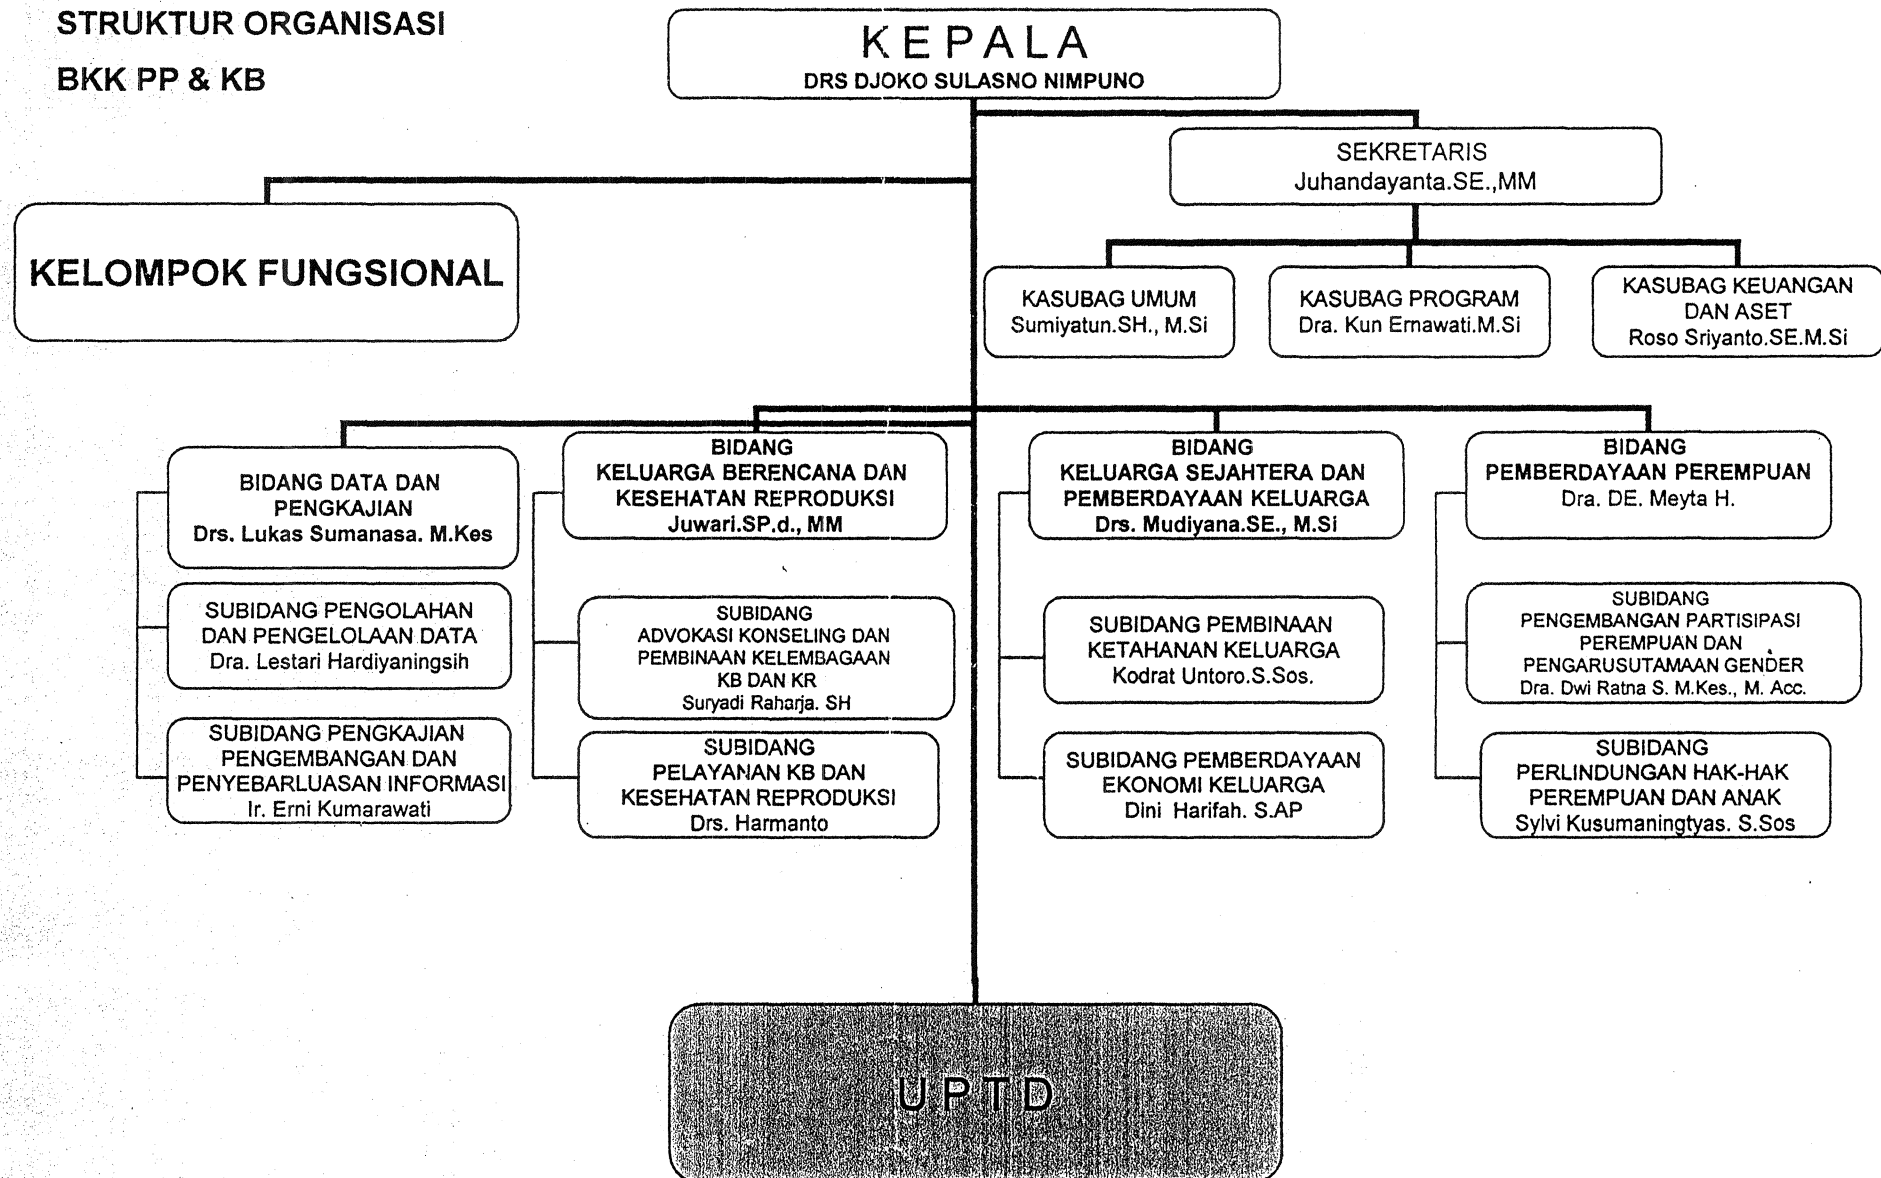 STRUKTUR ORGANISASI
BKK PP & KB
KEPALA
DRS DJOKO SULASNO NIMPUNO
SEKRETARIS
Juhandayanta.SE.,MM
KELOMPOK FUNGSIONAL
KASUBAG UMUM
Sumiyatun.SH., M.Si
KASUBAG PROGRAM
Dra. Kun Ernawati.M.Si
KASUBAG KEUANGAN
DAN ASET
Roso Sriyanto.SE.M.Si
BIDANG DATA DAN
PENGKAJIAN
Drs. Lukas Sumanasa. M.Kes
SUBIDANG PENGOLAHAN
DAN PENGELOLAAN DATA
Dra. Lestari Hardiyaningsih
SUBIDANG PENGKAJIAN
PENGEMBANGAN DAN
PENYEBARLUASAN INFORMASI
Ir. Erni Kumarawati
BIDANG
KELUARGA BERENCANA DAN
KESEHATAN REPRODUKSI
Juwari.SP.d., MM
SUBIDANG
ADVOKASI KONSELING DAN
PEMBINAAN KELEMBAGAAN
KB DAN KR
Suryadi Raharja. SH
SUBIDANG
PELAYANAN KB DAN
KESEHATAN REPRODUKSI
Drs. Harmanto
BIDANG
KELUARGA SEJAHTERA DAN
PEMBERDAYAAN KELUARGA
Drs. Mudiyana.SE., M.Si
SUBIDANG PEMBINAAN
KETAHANAN KELUARGA
Kodrat Untoro.S.Sos.
SUBIDANG PEMBERDAYAAN
EKONOMI KELUARGA
Dini Harifah. S.AP
BIDANG
PEMBERDAYAAN PEREMPUAN
Dra. DE. Meyta H.
SUBIDANG
PENGEMBANGAN PARTISIPASI
PEREMPUAN DAN
PENGARUSUTAMAAN GENDER
Dra. Dwi Ratna S. M.Kes., M. Acc.
SUBIDANG
PERLINDUNGAN HAK-HAK
PEREMPUAN DAN ANAK
Sylvi Kusumaningtyas. S.Sos
UPTD